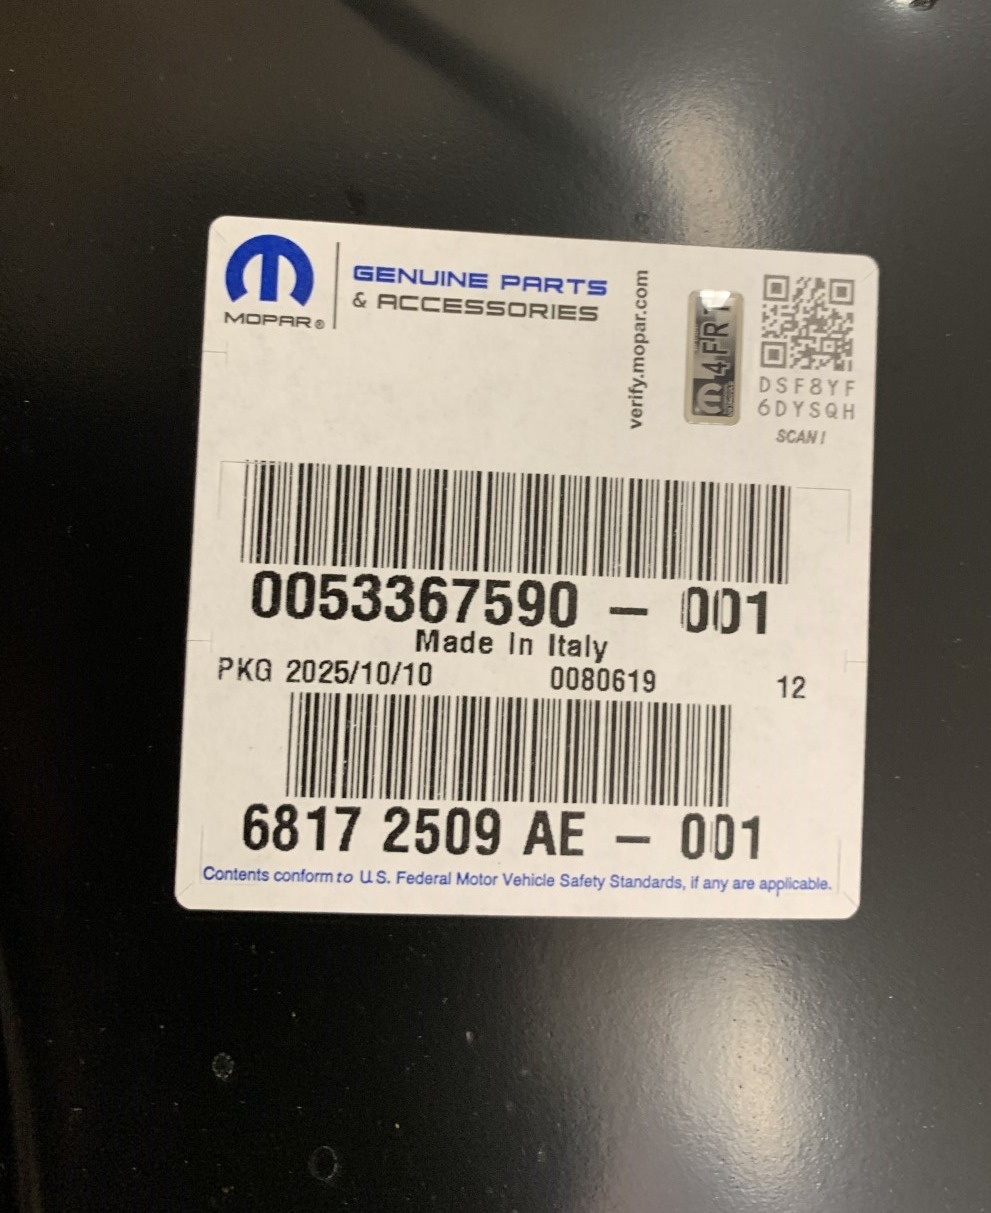 MOPAR®
GENUINE PARTS
& ACCESSORIES
verify.mopar.com
4FR1
DSF8YF
6DYSQH
SCAN!
0053367590 – 001
Made In Italy
PKG 2025/10/10 0080619 12
6817 2509 AE – 001
Contents conform to U.S. Federal Motor Vehicle Safety Standards, if any are applicable.